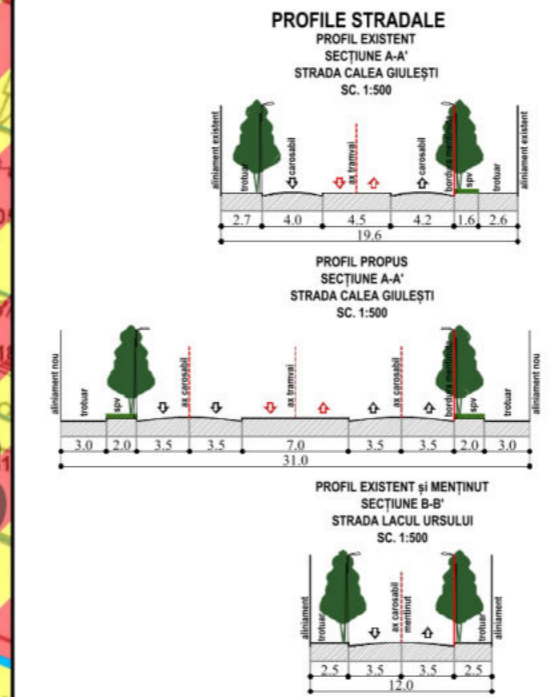 PROFILE STRADALE
PROFIL EXISTENT
SECȚIUNE A-A'
STRADA CALEA GIULEȘTI
SC. 1:500
aliniament existent
trotuar
carosabil
ax tramvai
carosabil
bordura mentinuta
spv
trotuar
aliniament existent
2.7 4.0 4.5 4.2 1.6 2.6
19.6
PROFIL PROPUS
SECȚIUNE A-A'
STRADA CALEA GIULEȘTI
SC. 1:500
aliniament nou
trotuar
spv
ax carosabil
ax tramvai
ax carosabil
bordura mentinuta
spv
trotuar
aliniament nou
3.0 2.0 3.5 3.5 7.0 3.5 3.5 2.0 3.0
31.0
PROFIL EXISTENT și MENȚINUT
SECȚIUNE B-B'
STRADA LACUL URSULUI
SC. 1:500
aliniament
trotuar
ax carosabil
mentinut
trotuar
aliniament
2.5 3.5 3.5 2.5
12.0